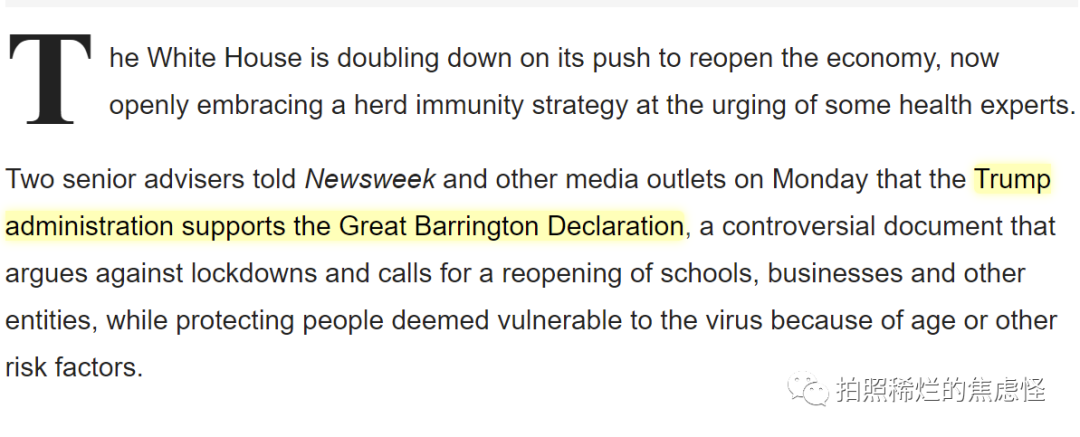 The White House is doubling down on its push to reopen the economy, now
openly embracing a herd immunity strategy at the urging of some health experts.
Two senior advisers told Newsweek and other media outlets on Monday that the Trump
administration supports the Great Barrington Declaration, a controversial document that
argues against lockdowns and calls for a reopening of schools, businesses and other
entities, while protecting people deemed vulnerable to the virus because of age or other
risk factors.
拍照稀烂的焦虑怪